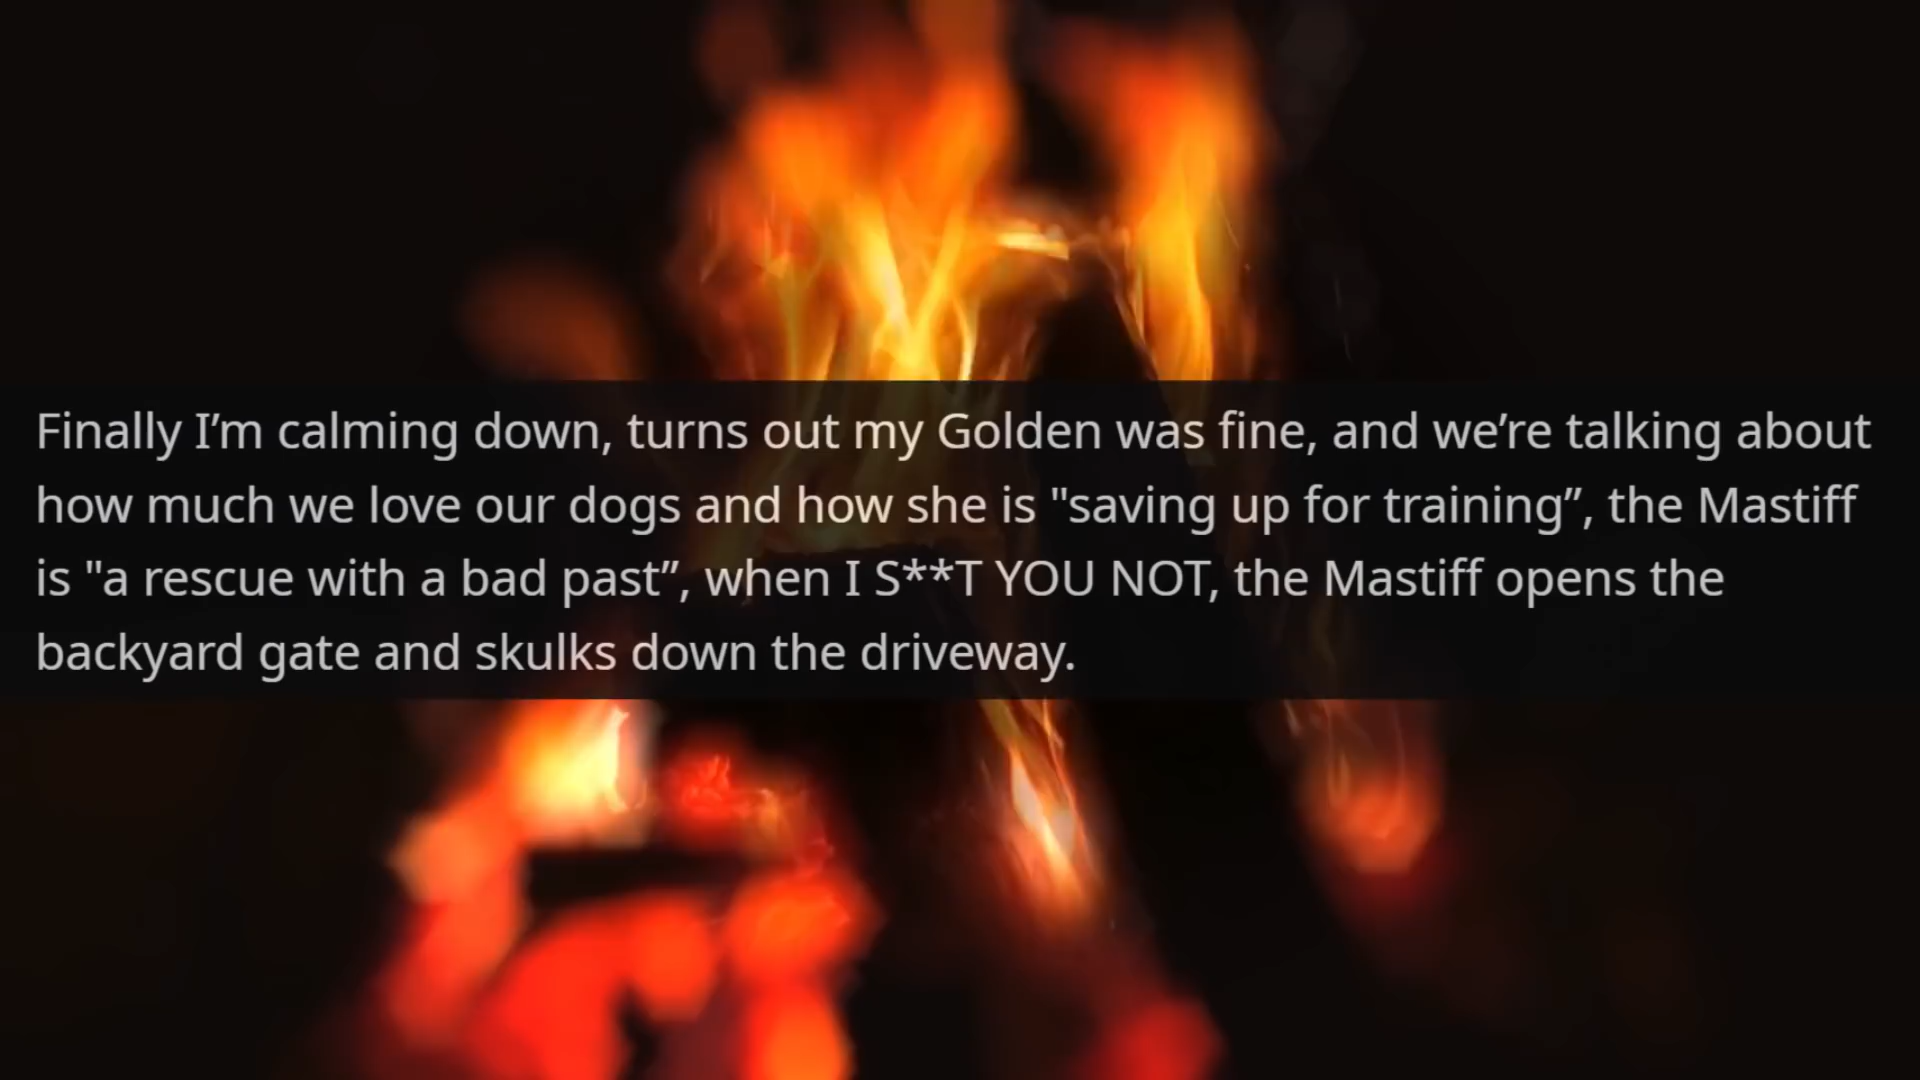 Finally I’m calming down, turns out my Golden was fine, and we’re talking about
how much we love our dogs and how she is "saving up for training”, the Mastiff
is "a rescue with a bad past”, when I S**T YOU NOT, the Mastiff opens the
backyard gate and skulks down the driveway.